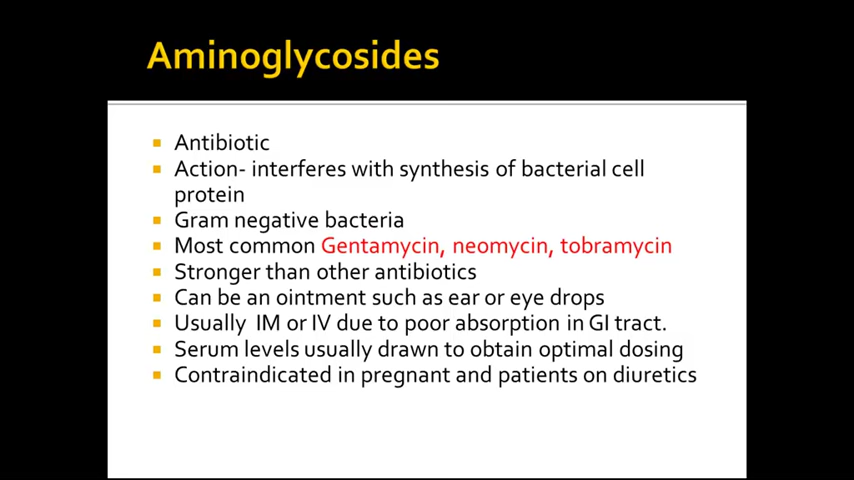 Aminoglycosides
Antibiotic
Action- interferes with synthesis of bacterial cell
protein
Gram negative bacteria
Most common Gentamycin, neomycin, tobramycin
Stronger than other antibiotics
Can be an ointment such as ear or eye drops
Usually IM or IV due to poor absorption in GI tract.
Serum levels usually drawn to obtain optimal dosing
Contraindicated in pregnant and patients on diuretics